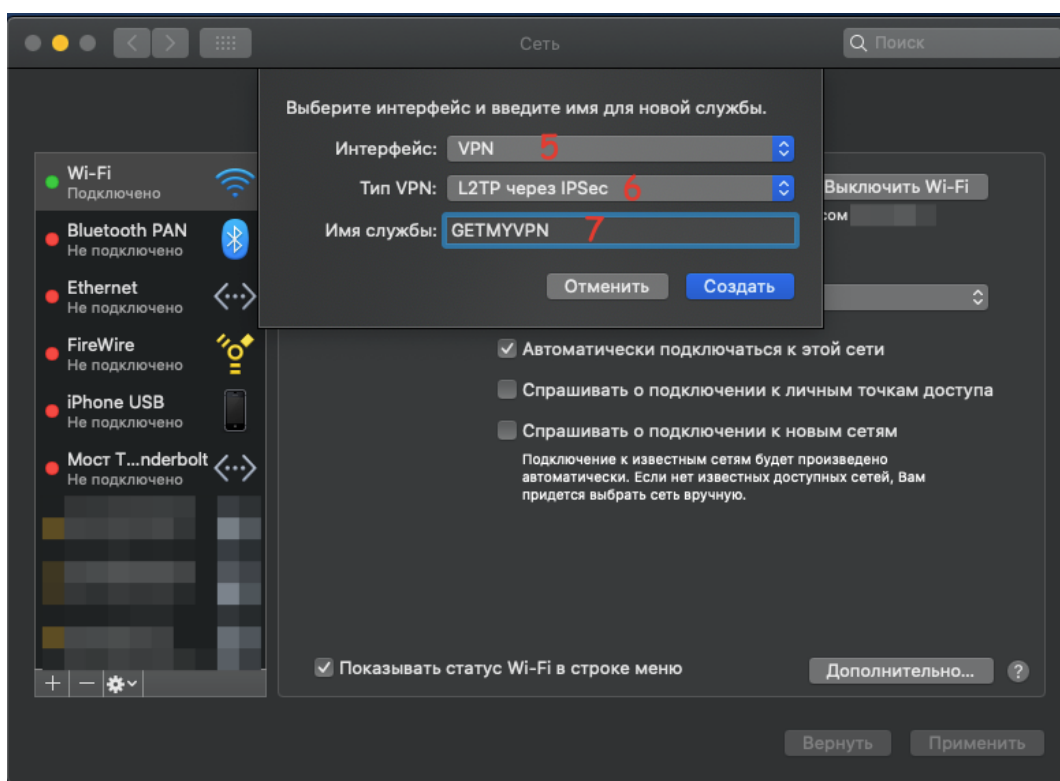 Сеть
Поиск
Выберите интерфейс и введите имя для новой службы.
Интерфейс: VPN 5
Тип VPN: L2TP через IPSec 6
Имя службы: GETMYVPN 7
Отменить Создать
Wi-Fi
Подключено
Выключить Wi-Fi
Bluetooth PAN
Не подключено
Ethernet
Не подключено
FireWire
Не подключено
iPhone USB
Не подключено
Мост T...nderbolt
Не подключено
Автоматически подключаться к этой сети
Спрашивать о подключении к личным точкам доступа
Спрашивать о подключении к новым сетям
Подключение к известным сетям будет произведено
автоматически. Если нет известных доступных сетей, Вам
придется выбрать сеть вручную.
Показывать статус Wi-Fi в строке меню
Дополнительно... ?
Вернуть Применить